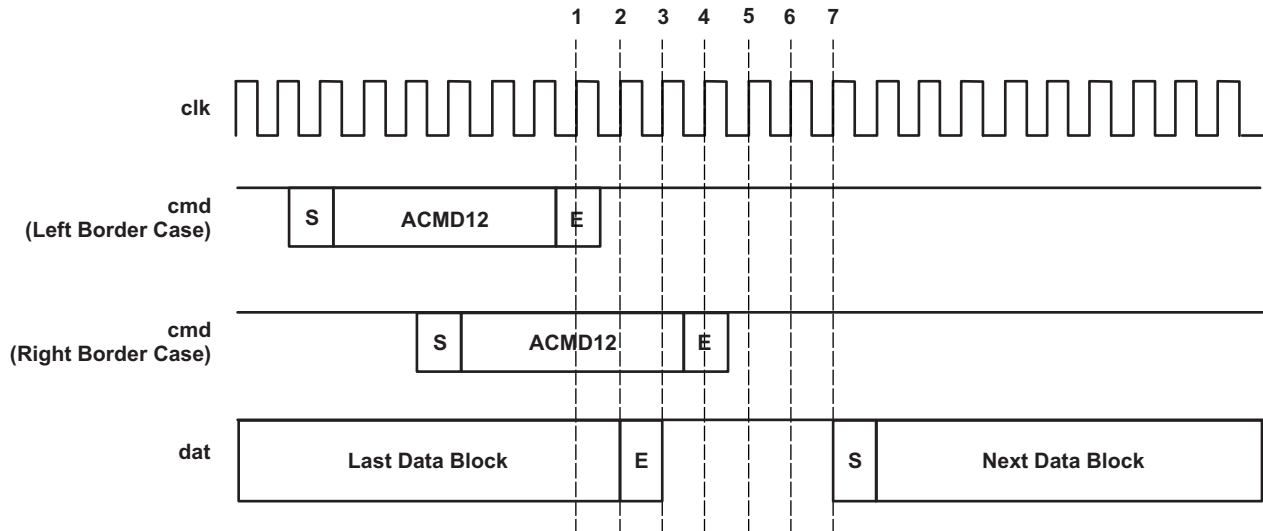 1 2 3 4 5 6 7
clk
cmd
(Left Border Case)
S ACMD12 E
cmd
(Right Border Case)
S ACMD12 E
dat
Last Data Block E S Next Data Block